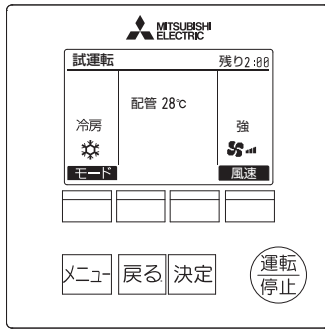 MITSUBISHI
ELECTRIC
試運転 残り2:00
配管 28℃
冷房 強
モード 風速
メニュー 戻る 決定 運転
停止